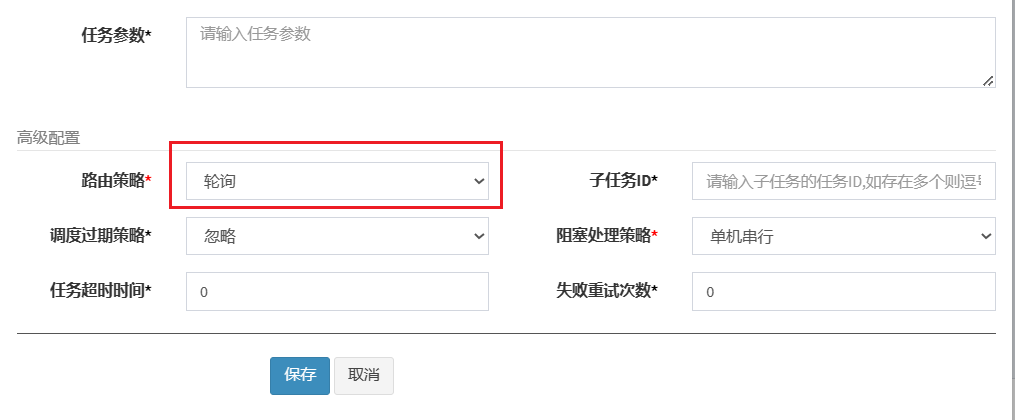 任务参数*
请输入任务参数
高级配置
路由策略* 轮询 子任务ID* 请输入子任务的任务ID,如存在多个则逗
调度过期策略* 忽略 阻塞处理策略* 单机串行
任务超时时间* 0 失败重试次数* 0
保存 取消